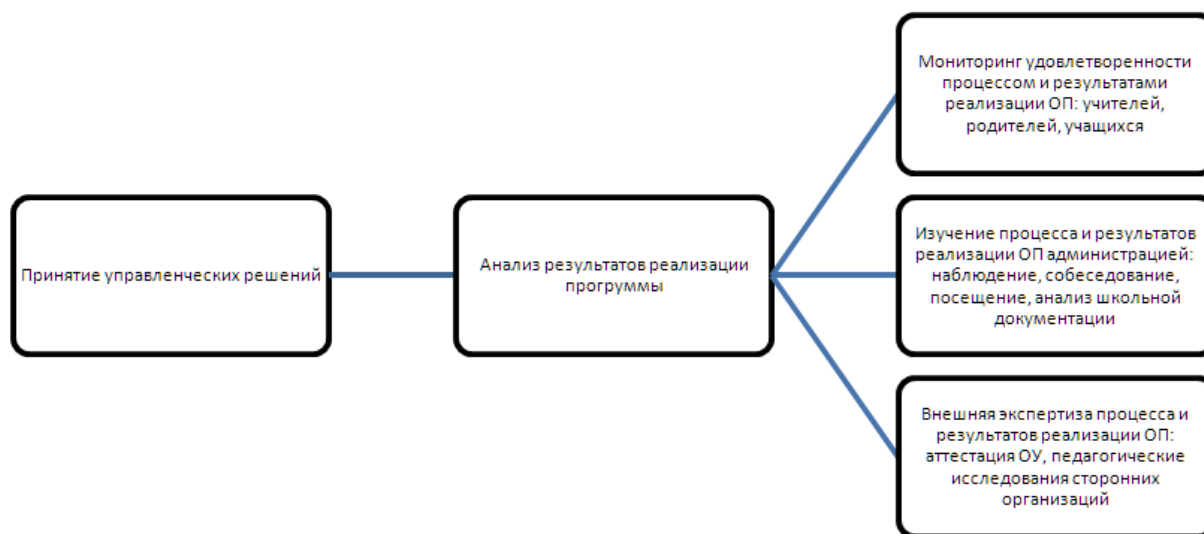 Принятие управленческих решений
Анализ результатов реализации
прогруммы
Мониторинг удовлетворенности
процессом и результатами
реализации ОП: учителей,
родителей, учащихся
Изучение процесса и результатов
реализации ОП администрацией:
наблюдение, собеседование,
посещение, анализ школьной
документации
Внешняя экспертиза процесса и
результатов реализации ОП:
аттестация ОУ, педагогические
исследования сторонних
организаций